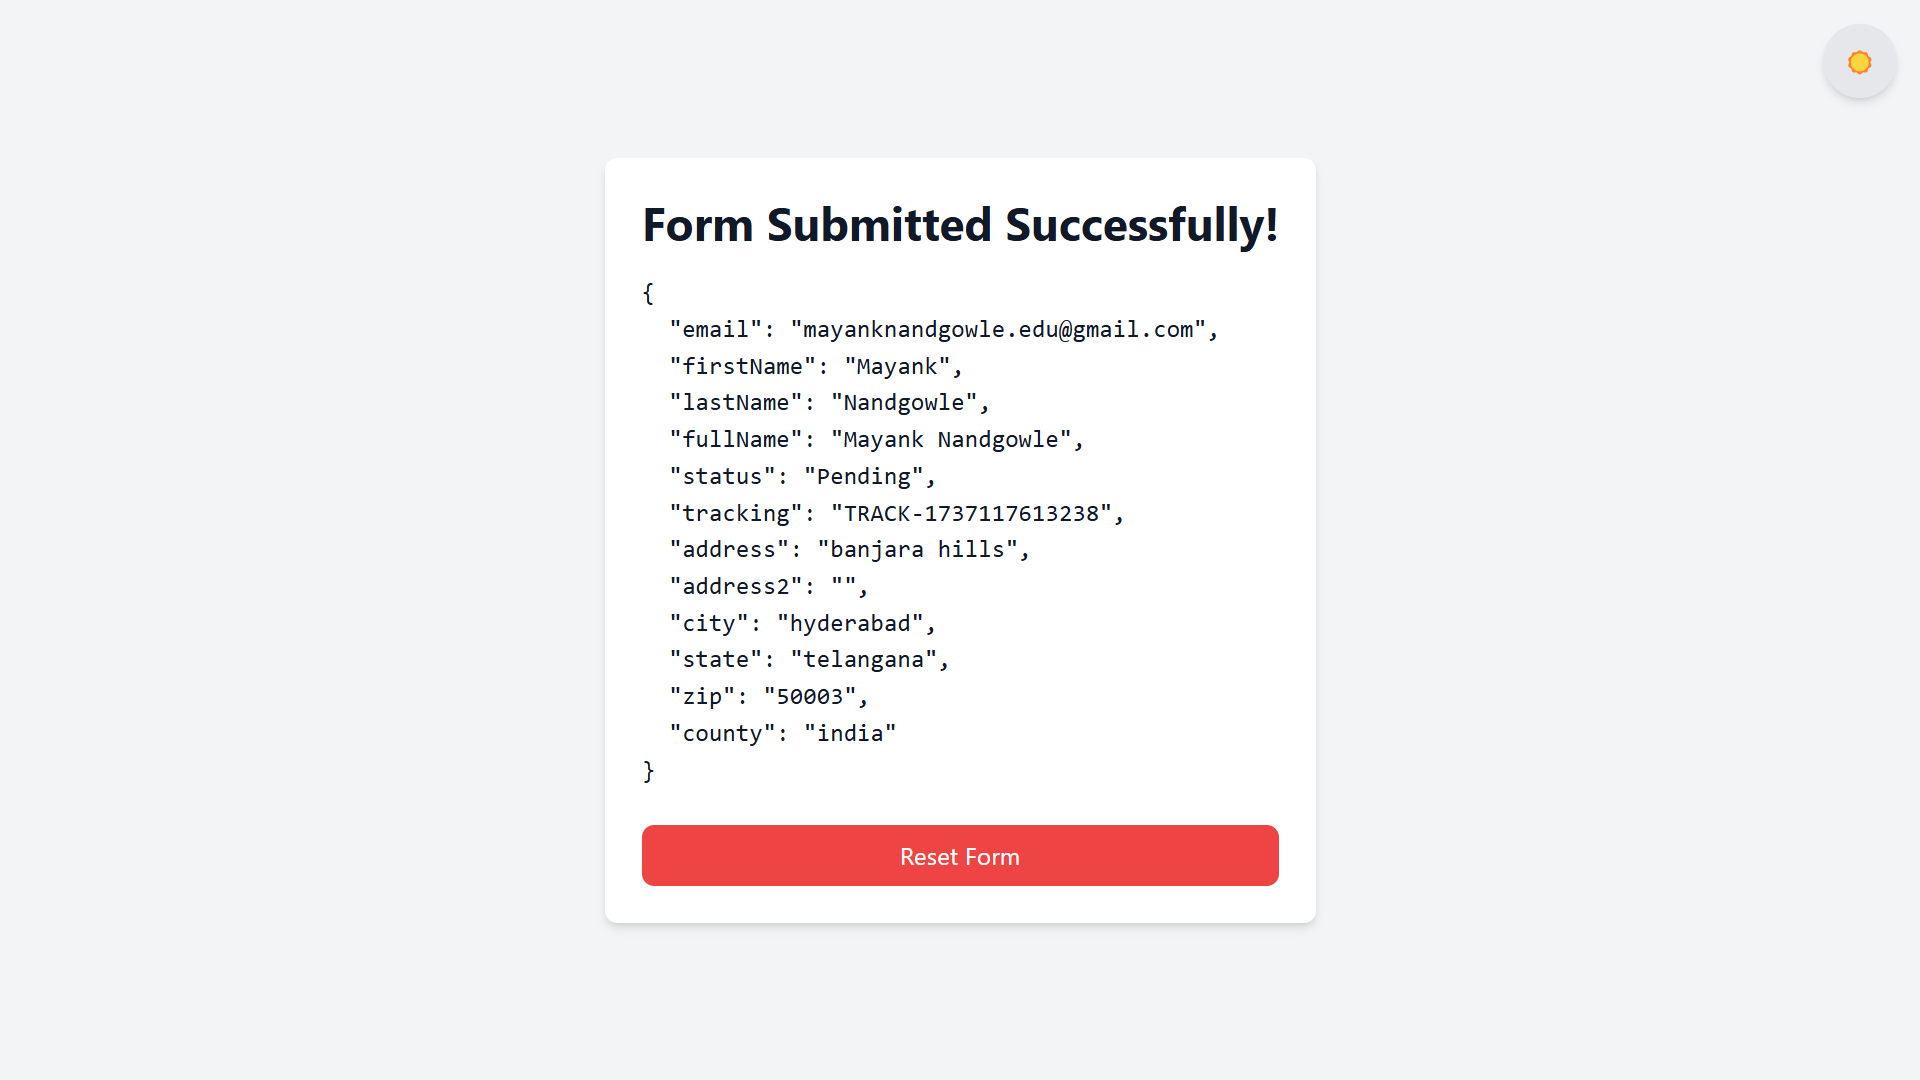 Form Submitted Successfully!
{
  "email": "mayanknandgowle.edu@gmail.com",
  "firstName": "Mayank",
  "lastName": "Nandgowle",
  "fullName": "Mayank Nandgowle",
  "status": "Pending",
  "tracking": "TRACK-1737117613238",
  "address": "banjara hills",
  "address2": "",
  "city": "hyderabad",
  "state": "telangana",
  "zip": "50003",
  "county": "india"
}
Reset Form